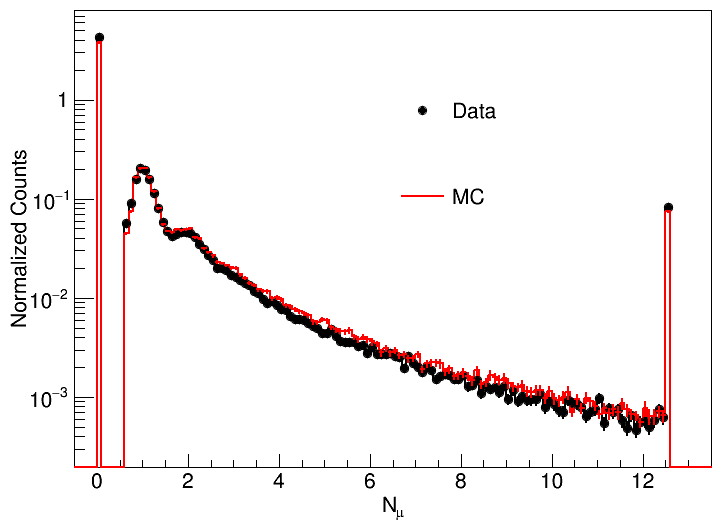 Normalized Counts
1
10⁻¹
10⁻²
10⁻³
Data
MC
0 2 4 6 8 10 12
N_μ